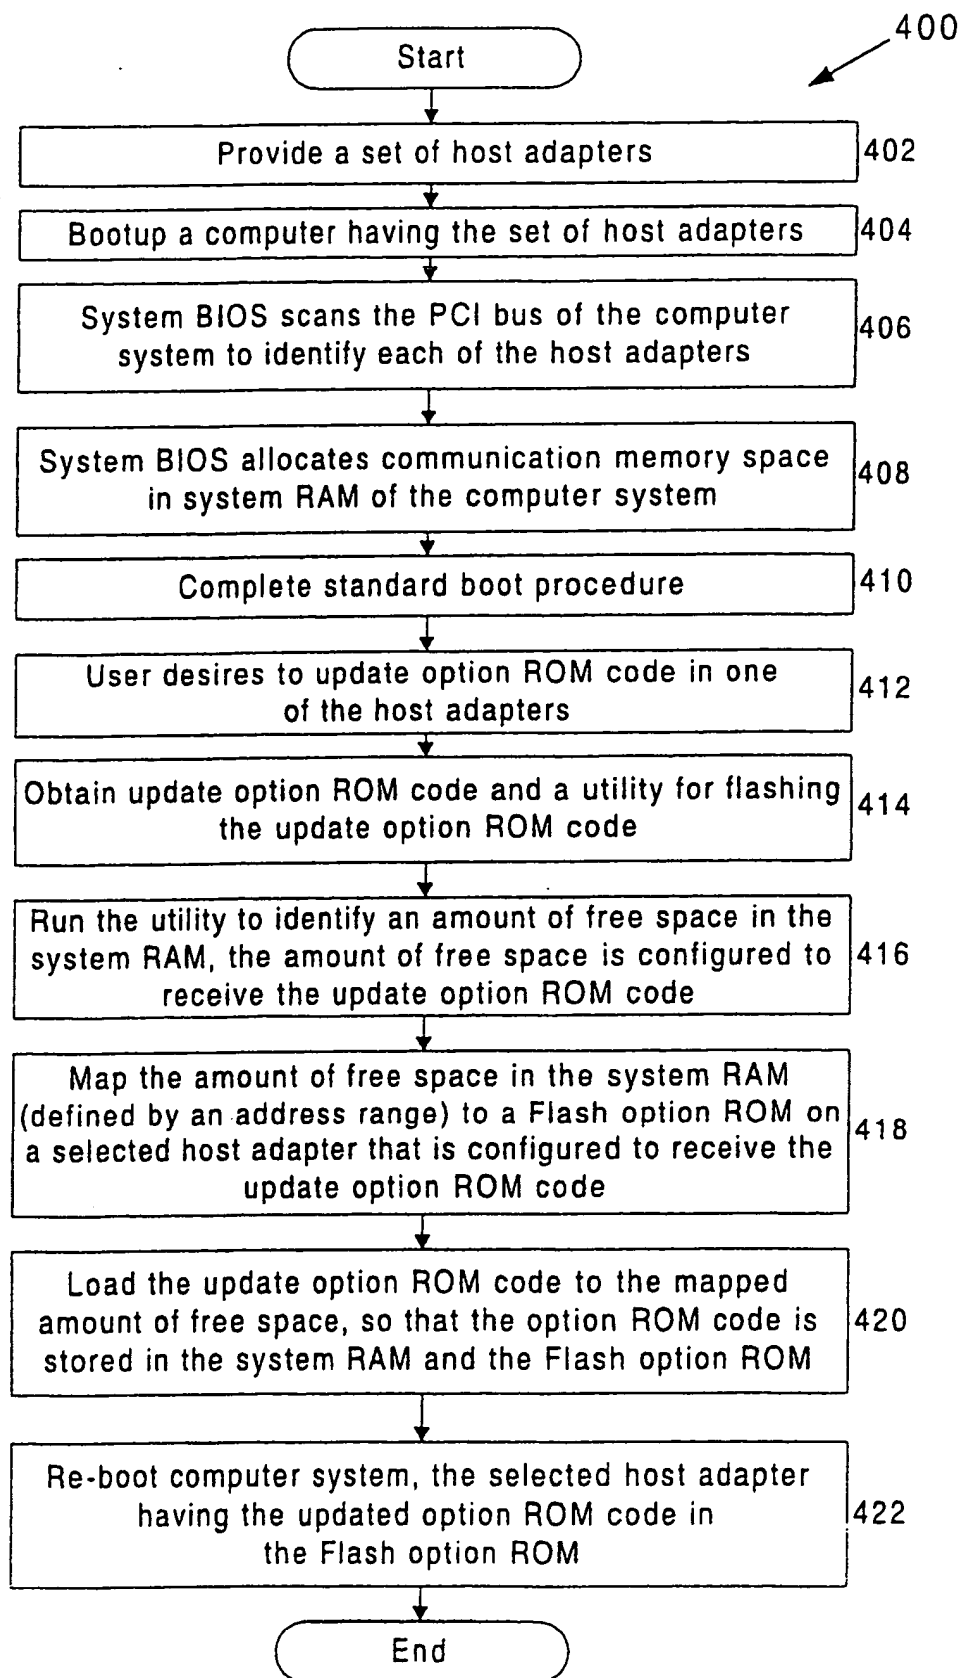 400
Start
Provide a set of host adapters
402
Bootup a computer having the set of host adapters
404
System BIOS scans the PCI bus of the computer
system to identify each of the host adapters
406
System BIOS allocates communication memory space
in system RAM of the computer system
408
Complete standard boot procedure
410
User desires to update option ROM code in one
of the host adapters
412
Obtain update option ROM code and a utility for flashing
the update option ROM code
414
Run the utility to identify an amount of free space in the
system RAM, the amount of free space is configured to
receive the update option ROM code
416
Map the amount of free space in the system RAM
(defined by an address range) to a Flash option ROM on
a selected host adapter that is configured to receive the
update option ROM code
418
Load the update option ROM code to the mapped
amount of free space, so that the option ROM code is
stored in the system RAM and the Flash option ROM
420
Re-boot computer system, the selected host adapter
having the updated option ROM code in
the Flash option ROM
422
End